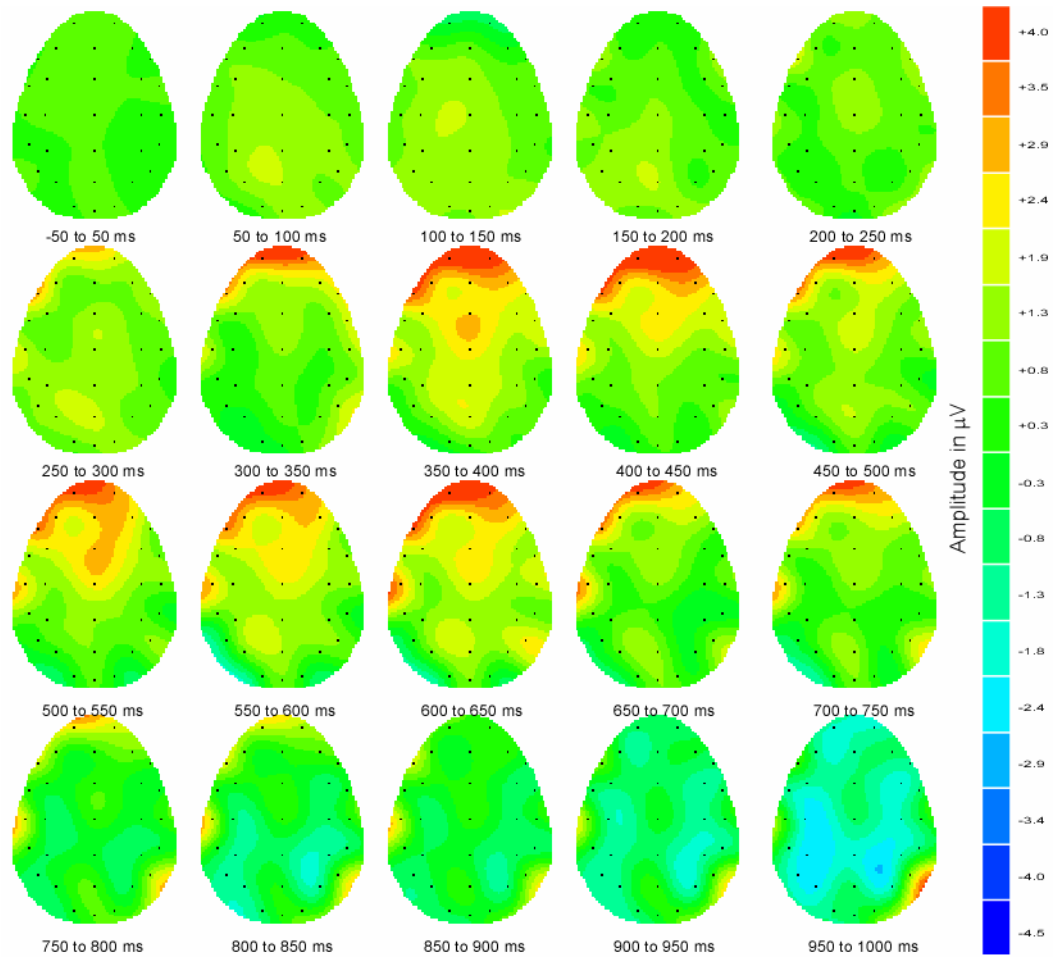 -50 to 50 ms
50 to 100 ms
100 to 150 ms
150 to 200 ms
200 to 250 ms
250 to 300 ms
300 to 350 ms
350 to 400 ms
400 to 450 ms
450 to 500 ms
500 to 550 ms
550 to 600 ms
600 to 650 ms
650 to 700 ms
700 to 750 ms
750 to 800 ms
800 to 850 ms
850 to 900 ms
900 to 950 ms
950 to 1000 ms
Amplitude in μV
+4.0
+3.5
+2.9
+2.4
+1.9
+1.3
+0.8
+0.3
-0.3
-0.8
-1.3
-1.8
-2.4
-2.9
-3.4
-4.0
-4.5